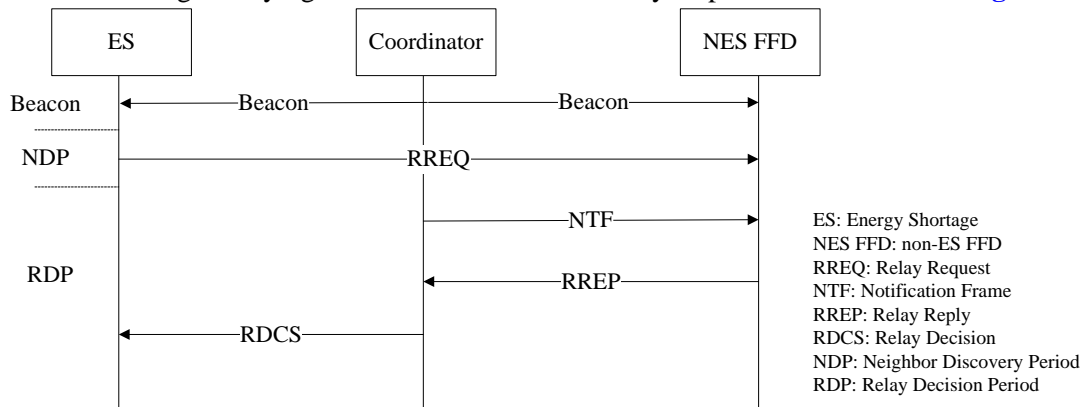 ES Coordinator NES FFD
Beacon Beacon Beacon
NDP RREQ
NTF
RDP RREP
RDCS
ES: Energy Shortage
NES FFD: non-ES FFD
RREQ: Relay Request
NTF: Notification Frame
RREP: Relay Reply
RDCS: Relay Decision
NDP: Neighbor Discovery Period
RDP: Relay Decision Period